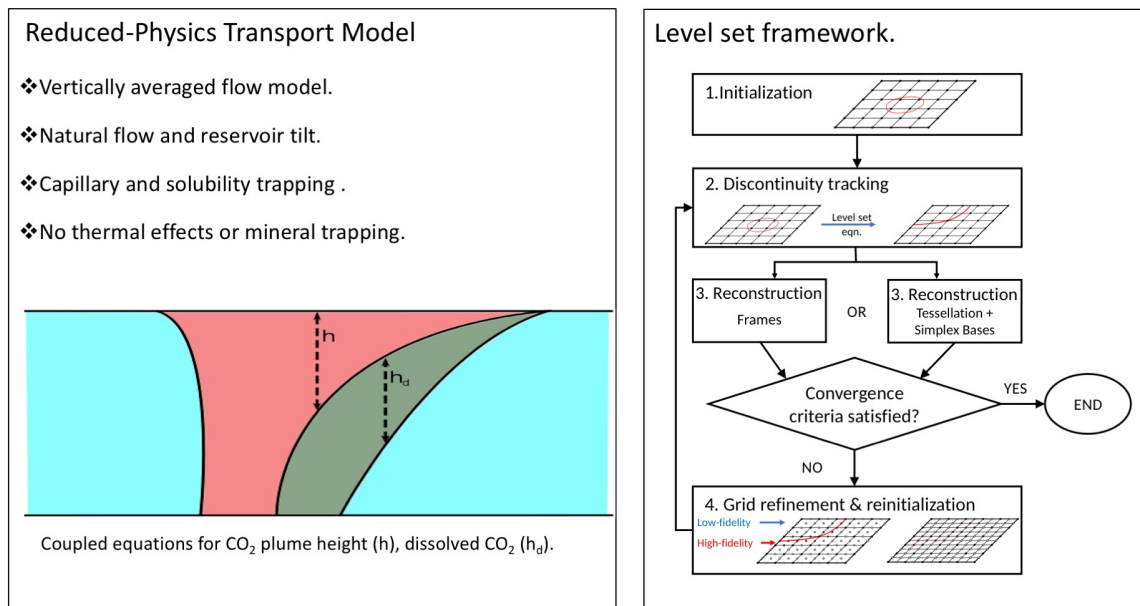 Reduced-Physics Transport Model
❖Vertically averaged flow model.
❖Natural flow and reservoir tilt.
❖Capillary and solubility trapping .
❖No thermal effects or mineral trapping.
h
h_d
Coupled equations for CO₂ plume height (h), dissolved CO₂ (h_d).
Level set framework.
1.Initialization
2. Discontinuity tracking
Level set
eqn.
3. Reconstruction
Frames
OR
3. Reconstruction
Tessellation +
Simplex Bases
Convergence
criteria satisfied?
YES
END
NO
4. Grid refinement & reinitialization
Low-fidelity
High-fidelity